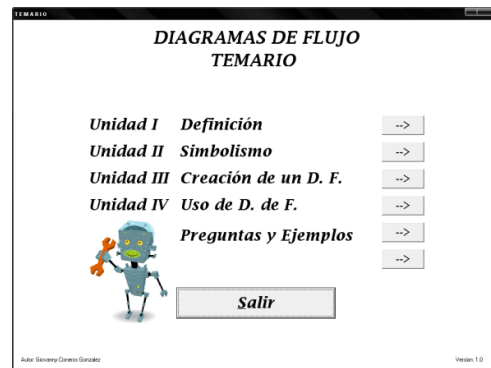 TEMARIO
DIAGRAMAS DE FLUJO
TEMARIO
Unidad I Definición -->
Unidad II Simbolismo -->
Unidad III Creación de un D. F. -->
Unidad IV Uso de D. de F. -->
Preguntas y Ejemplos -->
-->
Salir
Autor: Giovanny Cisneros Gonzalez
Version: 1.0